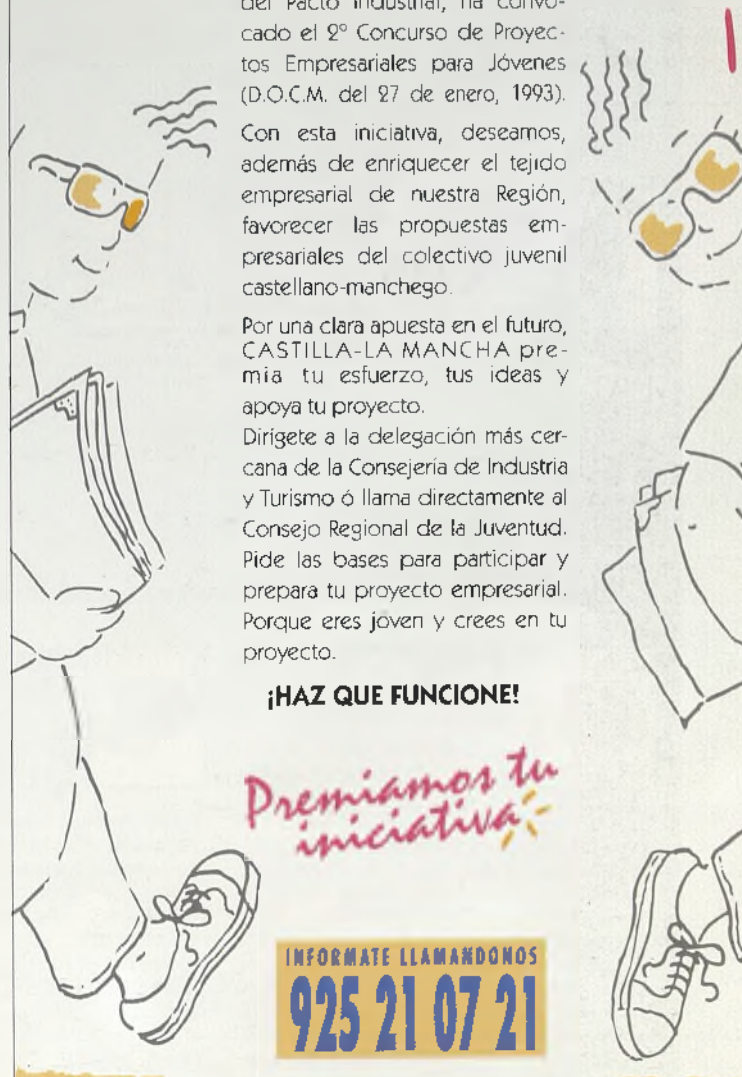 del Pacto Industrial, ha convo-
cado el 2º Concurso de Proyec-
tos Empresariales para Jóvenes
(D.O.C.M. del 27 de enero, 1993).
Con esta iniciativa, deseamos,
además de enriquecer el tejido
empresarial de nuestra Región,
favorecer las propuestas em-
presariales del colectivo juvenil
castellano-manchego.
Por una clara apuesta en el futuro,
CASTILLA-LA MANCHA pre-
mia tu esfuerzo, tus ideas y
apoya tu proyecto.
Dirígete a la delegación más cer-
cana de la Consejería de Industria
y Turismo ó llama directamente al
Consejo Regional de la Juventud.
Pide las bases para participar y
prepara tu proyecto empresarial.
Porque eres joven y crees en tu
proyecto.
¡HAZ QUE FUNCIONE!
Premiamos tu
iniciativa
INFORMATE LLAMANDONOS
925 21 07 21